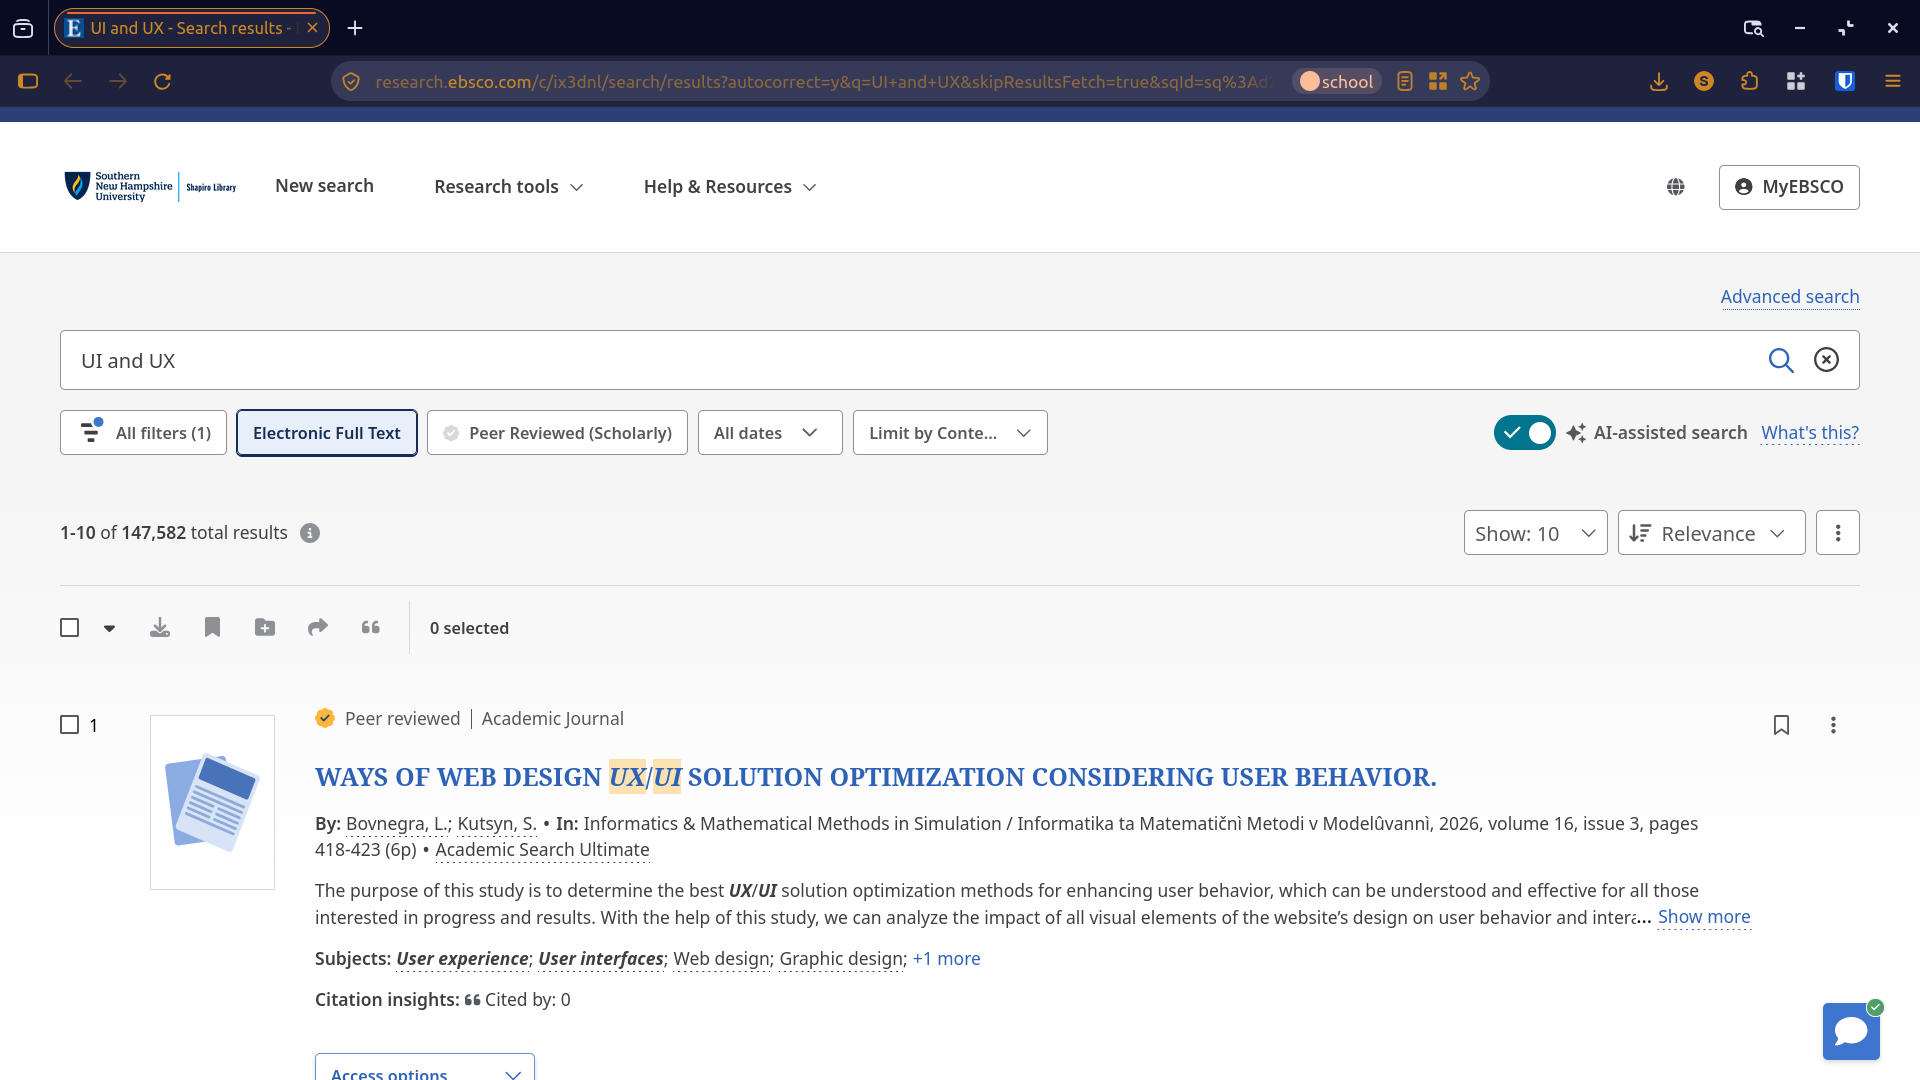 UI and UX - Search results -
research.ebsco.com/c/ix3dnl/search/results?autocorrect=y&q=UI+and+UX&skipResultsFetch=true&sqId=sq%3Ad
school
S
Southern
New Hampshire
University
Shapiro Library
New search
Research tools
Help & Resources
MyEBSCO
Advanced search
UI and UX
All filters (1)
Electronic Full Text
Peer Reviewed (Scholarly)
All dates
Limit by Conte...
AI-assisted search
What's this?
1-10 of 147,582 total results
Show: 10
Relevance
0 selected
1
Peer reviewed | Academic Journal
WAYS OF WEB DESIGN UX/UI SOLUTION OPTIMIZATION CONSIDERING USER BEHAVIOR.
By: Bovnegra, L.; Kutsyn, S. • In: Informatics & Mathematical Methods in Simulation / Informatika ta Matematičnì Metodi v Modelûvannì, 2026, volume 16, issue 3, pages
418-423 (6p) • Academic Search Ultimate
The purpose of this study is to determine the best UX/UI solution optimization methods for enhancing user behavior, which can be understood and effective for all those
interested in progress and results. With the help of this study, we can analyze the impact of all visual elements of the website’s design on user behavior and intera... Show more
Subjects: User experience; User interfaces; Web design; Graphic design; +1 more
Citation insights: Cited by: 0
Access options